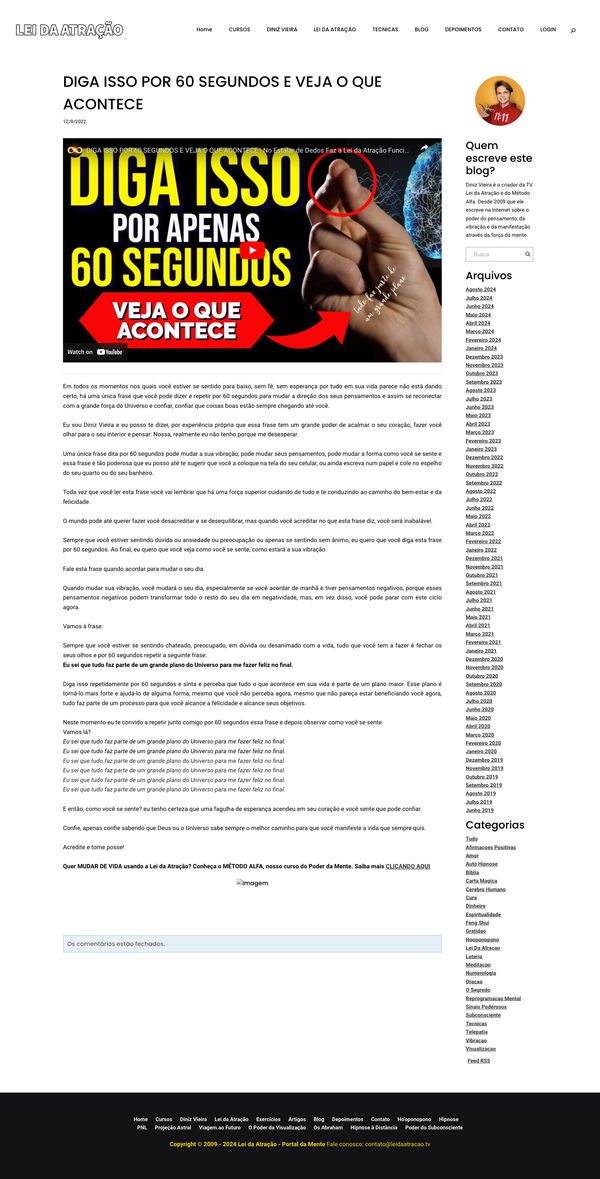 LEI DA ATRAÇÃO
Home CURSOS DINIZ VIEIRA LEI DA ATRAÇÃO TECNICAS BLOG DEPOIMENTOS CONTATO LOGIN
DIGA ISSO POR 60 SEGUNDOS E VEJA O QUE
ACONTECE
12/9/2022
DIGA ISSO POR 60 SEGUNDOS E VEJA O QUE ACONTECE | No Estalar de Dedos Faz a Lei da Atração Funci...
DIGA ISSO
POR APENAS
60 SEGUNDOS
VEJA O QUE
ACONTECE
tudo faz parte de
um grande plano
Watch on YouTube
Em todos os momentos nos quais você estiver se sentido para baixo, sem fé, sem esperança por tudo em sua vida parece não está dando
certo, há uma única frase que você pode dizer e repetir por 60 segundos para mudar a direção dos seus pensamentos e assim se reconectar
com a grande força do Universo e confiar, confiar que coisas boas estão sempre chegando até você.
Eu sou Diniz Vieira e eu posso te dizer, por experiência própria que essa frase tem um grande poder de acalmar o seu coração, fazer você
olhar para o seu interior e pensar: Nossa, realmente eu não tenho porque me desesperar.
Uma única frase dita por 60 segundos pode mudar a sua vibração, pode mudar seus pensamentos, pode mudar a forma como você se sente e
essa frase é tão poderosa que eu posso até te sugerir que você a coloque na tela do seu celular, ou ainda escreva num papel e cole no espelho
do seu quarto ou do seu banheiro.
Toda vez que você ler esta frase você vai lembrar que há uma força superior cuidando de tudo e te conduzindo ao caminho do bem-estar e da
felicidade.
O mundo pode até querer fazer você desacreditar e se desequilibrar, mas quando você acreditar no que esta frase diz, você será inabalável.
Sempre que você estiver sentindo dúvida ou ansiedade ou preocupação ou apenas se sentindo sem ânimo, eu quero que você diga esta frase
por 60 segundos. Ao final, eu quero que você veja como você se sente, como estará a sua vibração.
Fale esta frase quando acordar para mudar o seu dia.
Quando mudar sua vibração, você mudará o seu dia, especialmente se você acordar de manhã e tiver pensamentos negativos, porque esses
pensamentos negativos podem transformar todo o resto do seu dia em negatividade, mas, em vez disso, você pode parar com este ciclo
agora.
Vamos à frase:
Sempre que você estiver se sentindo chateado, preocupado, em dúvida ou desanimado com a vida, tudo que você tem a fazer é fechar os
seus olhos e por 60 segundos repetir a seguinte frase:
Eu sei que tudo faz parte de um grande plano do Universo para me fazer feliz no final.
Diga isso repetidamente por 60 segundos e sinta e perceba que tudo o que acontece em sua vida é parte de um plano maior. Esse plano é
torná-lo mais forte e ajudá-lo de alguma forma, mesmo que você não perceba agora, mesmo que não pareça estar beneficiando você agora,
tudo faz parte de um processo para que você alcance a felicidade e alcance seus objetivos.
Neste momento eu te convido a repetir junto comigo por 60 segundos essa frase e depois observar como você se sente.
Vamos lá?
Eu sei que tudo faz parte de um grande plano do Universo para me fazer feliz no final.
Eu sei que tudo faz parte de um grande plano do Universo para me fazer feliz no final.
Eu sei que tudo faz parte de um grande plano do Universo para me fazer feliz no final.
Eu sei que tudo faz parte de um grande plano do Universo para me fazer feliz no final.
Eu sei que tudo faz parte de um grande plano do Universo para me fazer feliz no final.
Eu sei que tudo faz parte de um grande plano do Universo para me fazer feliz no final.
E então, como você se sente? eu tenho certeza que uma fagulha de esperança acendeu em seu coração e você sente que pode confiar.
Confie, apenas confie sabendo que Deus ou o Universo sabe sempre o melhor caminho para que você manifeste a vida que sempre quis.
Acredite e tome posse!
Quer MUDAR DE VIDA usando a Lei da Atração? Conheça o MÉTODO ALFA, nosso curso do Poder da Mente. Saiba mais CLICANDO AQUI
Imagem
Os comentários estão fechados.
11:11
Quem
escreve este
blog?
Diniz Vieira é o criador da TV
Lei da Atração e do Método
Alfa. Desde 2009 que ele
escreve na Internet sobre o
poder do pensamento, da
vibração e da manifestação
através da força da mente.
Busca
Arquivos
Agosto 2024
Julho 2024
Junho 2024
Maio 2024
Abril 2024
Março 2024
Fevereiro 2024
Janeiro 2024
Dezembro 2023
Novembro 2023
Outubro 2023
Setembro 2023
Agosto 2023
Julho 2023
Junho 2023
Maio 2023
Abril 2023
Março 2023
Fevereiro 2023
Janeiro 2023
Dezembro 2022
Novembro 2022
Outubro 2022
Setembro 2022
Agosto 2022
Julho 2022
Junho 2022
Maio 2022
Abril 2022
Março 2022
Fevereiro 2022
Janeiro 2022
Dezembro 2021
Novembro 2021
Outubro 2021
Setembro 2021
Agosto 2021
Julho 2021
Junho 2021
Maio 2021
Abril 2021
Março 2021
Fevereiro 2021
Janeiro 2021
Dezembro 2020
Novembro 2020
Outubro 2020
Setembro 2020
Agosto 2020
Julho 2020
Junho 2020
Maio 2020
Abril 2020
Março 2020
Fevereiro 2020
Janeiro 2020
Dezembro 2019
Novembro 2019
Outubro 2019
Setembro 2019
Agosto 2019
Julho 2019
Junho 2019
Categorias
Tudo
Afirmacoes Positivas
Amor
Auto Hipnose
Biblia
Carta Magica
Cerebro Humano
Cura
Dinheiro
Espiritualidade
Feng Shui
Gratidao
Hooponopono
Lei Da Atracao
Loteria
Meditacao
Numerologia
Oracao
O Segredo
Reprogramacao Mental
Sinais Poderosos
Subconsciente
Tecnicas
Telepatia
Vibracao
Visualizacao
Feed RSS
Home Cursos Diniz Vieira Lei da Atração Exercícios Artigos Blog Depoimentos Contato Ho'oponopono Hipnose
PNL Projeção Astral Viagem ao Futuro O Poder da Visualização Os Abraham Hipnose à Distância Poder do Subconsciente
Copyright © 2009 - 2024 Lei da Atração - Portal da Mente Fale conosco: contato@leidaatracao.tv